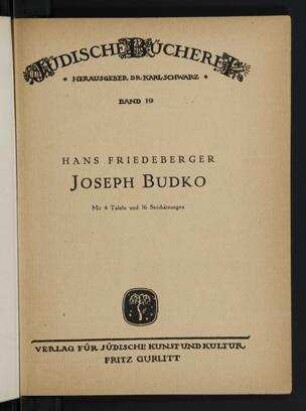 JÜDISCHE BÜCHEREI
HERAUSGEBER DR. KARL SCHWARZ
BAND 19
HANS FRIEDEBERGER
JOSEPH BUDKO
Mit 4 Tafeln und 16 Strichätzungen
VERLAG FÜR JÜDISCHE KUNST UND KULTUR
FRITZ GURLITT